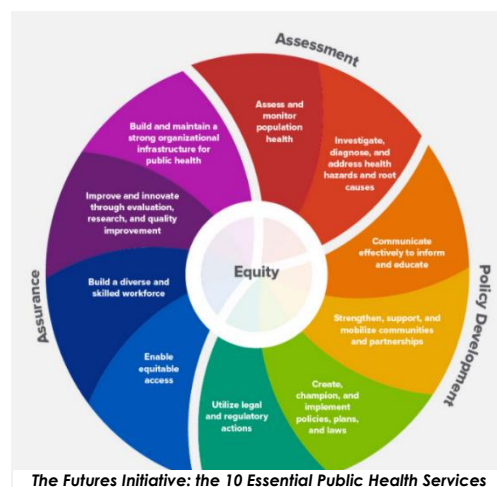 Assessment
Assess and
monitor
population
health
Investigate,
diagnose, and
address health
hazards and root
causes
Communicate
effectively to inform
and educate
Strengthen, support, and
mobilize communities
and partnerships
Create,
champion, and
implement
policies, plans,
and laws
Utilize legal
and regulatory
actions
Enable
equitable
access
Build a diverse and
skilled workforce
Improve and innovate
through evaluation,
research, and quality
improvement
Build and maintain a
strong organizational
infrastructure for
public health
Equity
Policy Development
Assurance
The Futures Initiative: the 10 Essential Public Health Services